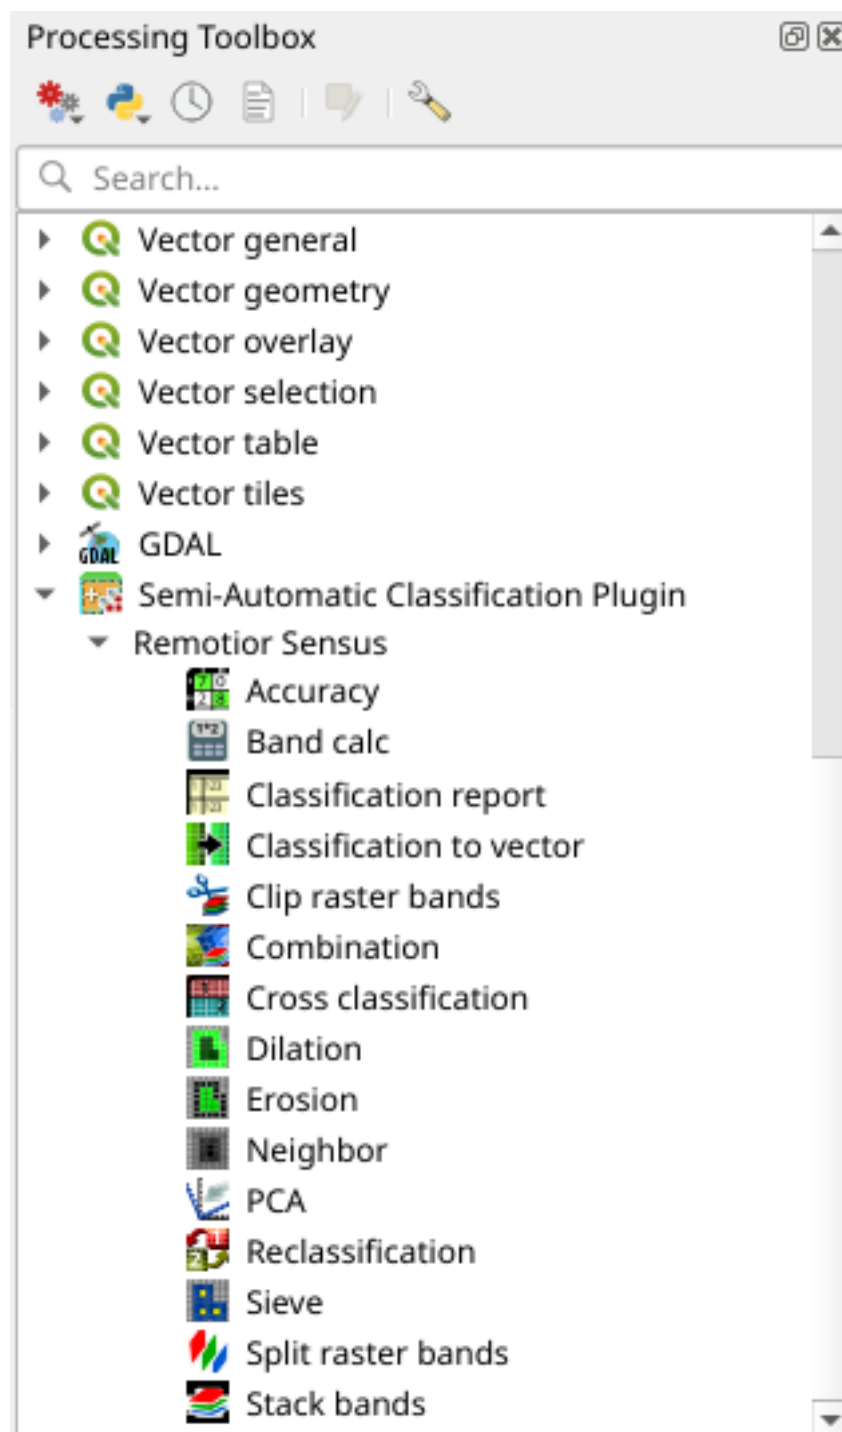 Processing Toolbox
Search...
Vector general
Vector geometry
Vector overlay
Vector selection
Vector table
Vector tiles
GDAL GDAL
Semi-Automatic Classification Plugin
Remotior Sensus
Accuracy
Band calc
Classification report
Classification to vector
Clip raster bands
Combination
Cross classification
Dilation
Erosion
Neighbor
PCA
Reclassification
Sieve
Split raster bands
Stack bands